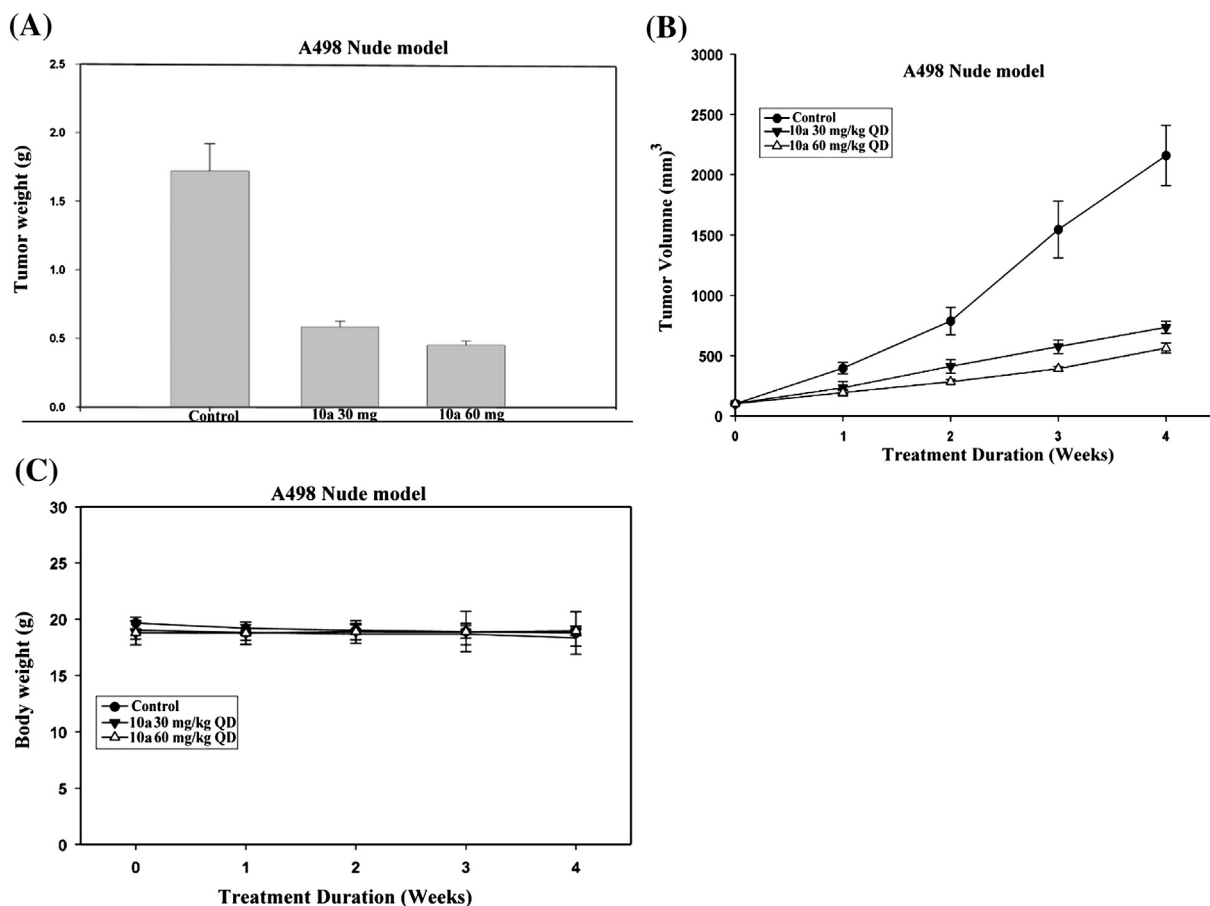 (A)
A498 Nude model
2.5
2.0
1.5
1.0
0.5
0.0
Tumor weight (g)
Control 10a 30 mg 10a 60 mg
(B)
A498 Nude model
3000
2500
2000
1500
1000
500
0
Tumor Volumne (mm)³
Control
10a 30 mg/kg QD
10a 60 mg/kg QD
0 1 2 3 4
Treatment Duration (Weeks)
(C)
A498 Nude model
30
25
20
15
10
5
0
Body weight (g)
Control
10a 30 mg/kg QD
10a 60 mg/kg QD
0 1 2 3 4
Treatment Duration (Weeks)